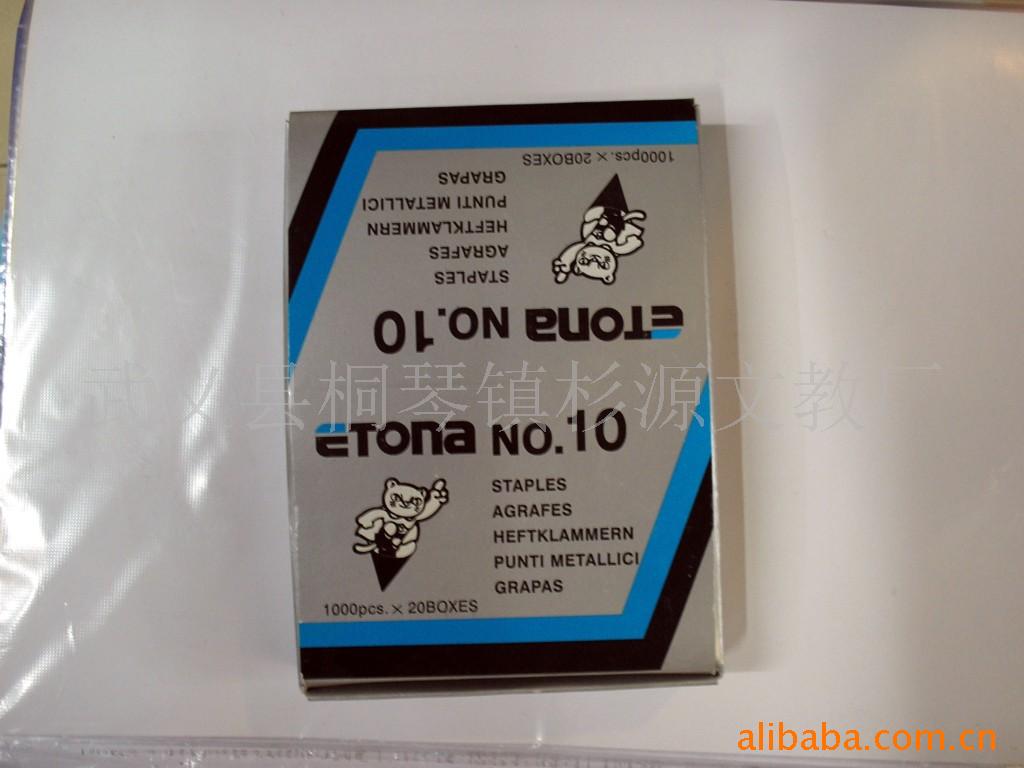 1000pcs. × 20BOXES
GRAPAS
PUNTI METALLICI
HEFTKLAMMERN
AGRAFES
STAPLES
ETONA NO.10
武义县桐琴镇杉源文教厂
ETONA NO.10
STAPLES
AGRAFES
HEFTKLAMMERN
PUNTI METALLICI
GRAPAS
1000pcs. × 20BOXES
alibaba.com.cn